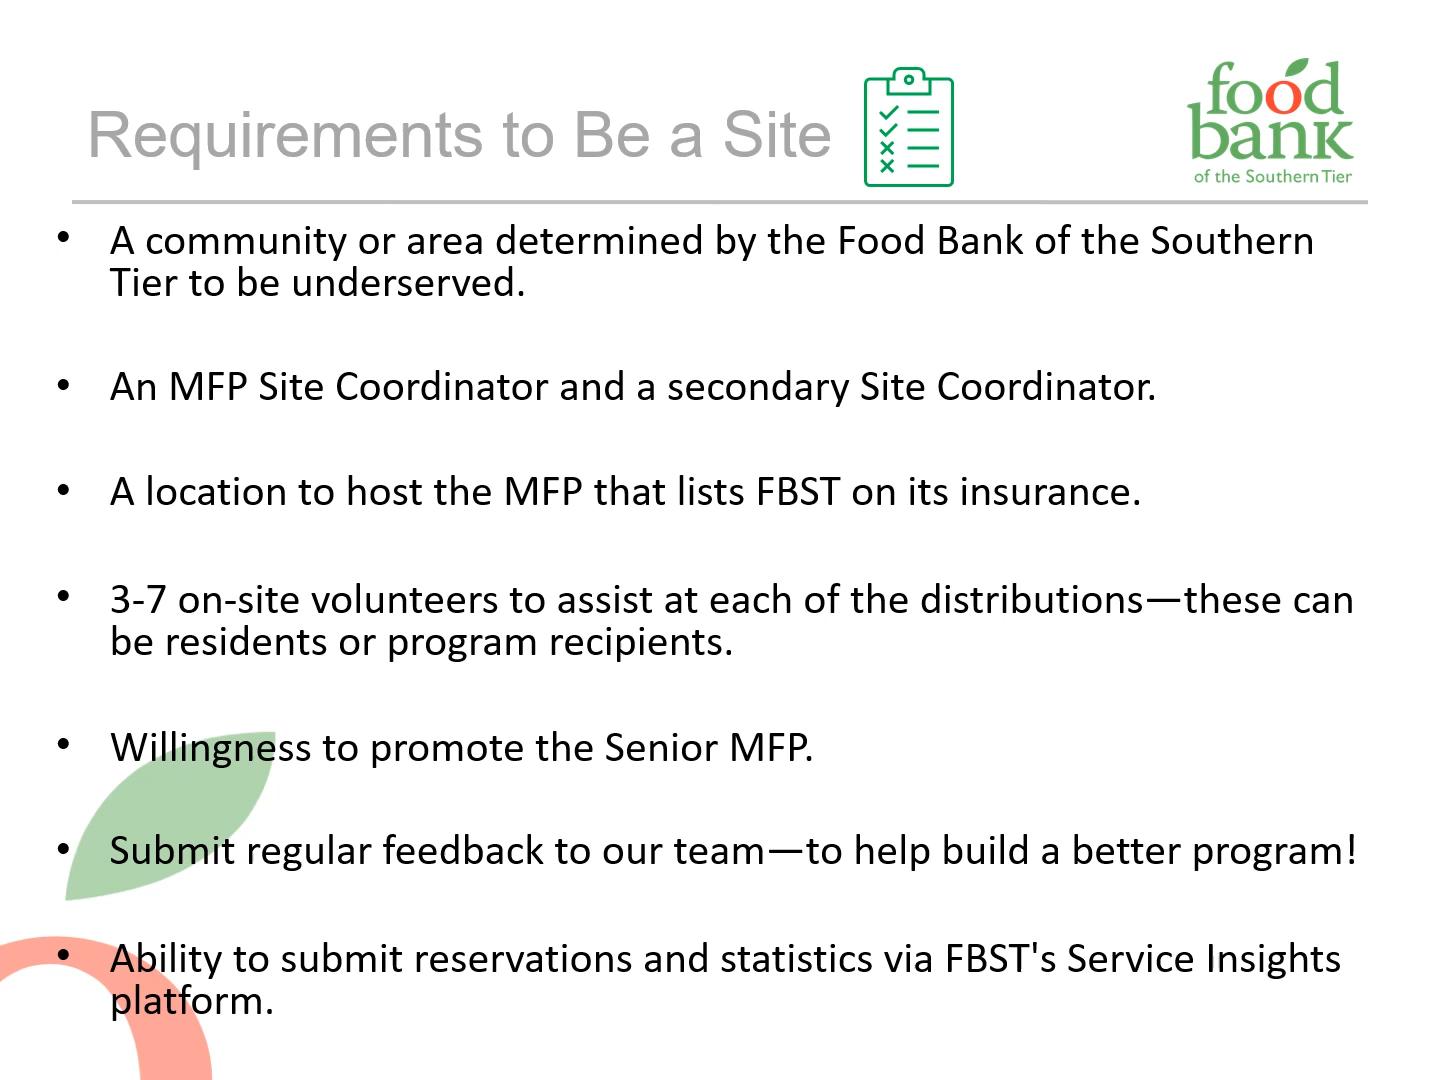 Requirements to Be a Site
food
bank
of the Southern Tier
• A community or area determined by the Food Bank of the Southern
Tier to be underserved.
• An MFP Site Coordinator and a secondary Site Coordinator.
• A location to host the MFP that lists FBST on its insurance.
• 3-7 on-site volunteers to assist at each of the distributions—these can
be residents or program recipients.
• Willingness to promote the Senior MFP.
• Submit regular feedback to our team—to help build a better program!
• Ability to submit reservations and statistics via FBST's Service Insights
platform.